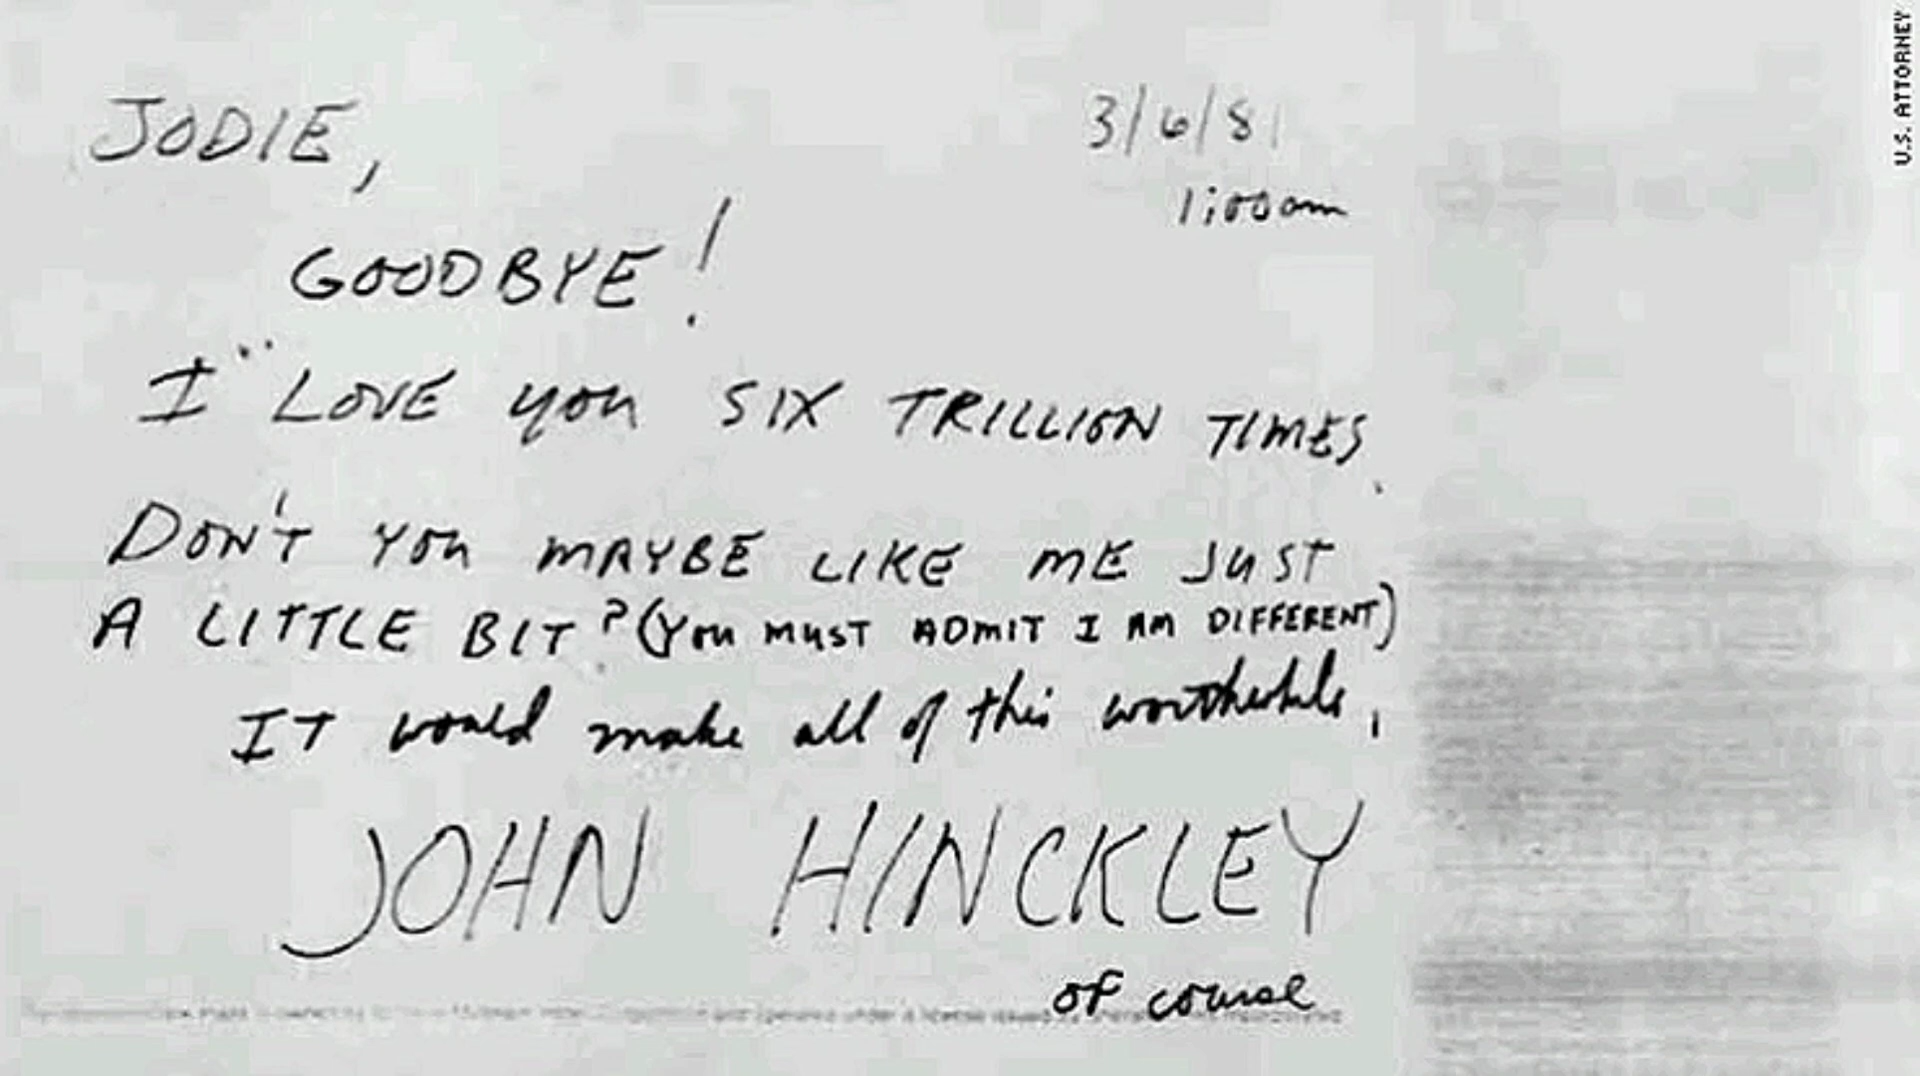 JODIE,
3/6/81
1:00am
GOODBYE!
I LOVE you SIX TRILLION TIMES.
DON'T YOU MAYBE LIKE ME JUST
A LITTLE BIT? (YOU MUST ADMIT I AM DIFFERENT)
IT would make all of this worthwhile.
JOHN HINCKLEY
of course
U.S. ATTORNEY